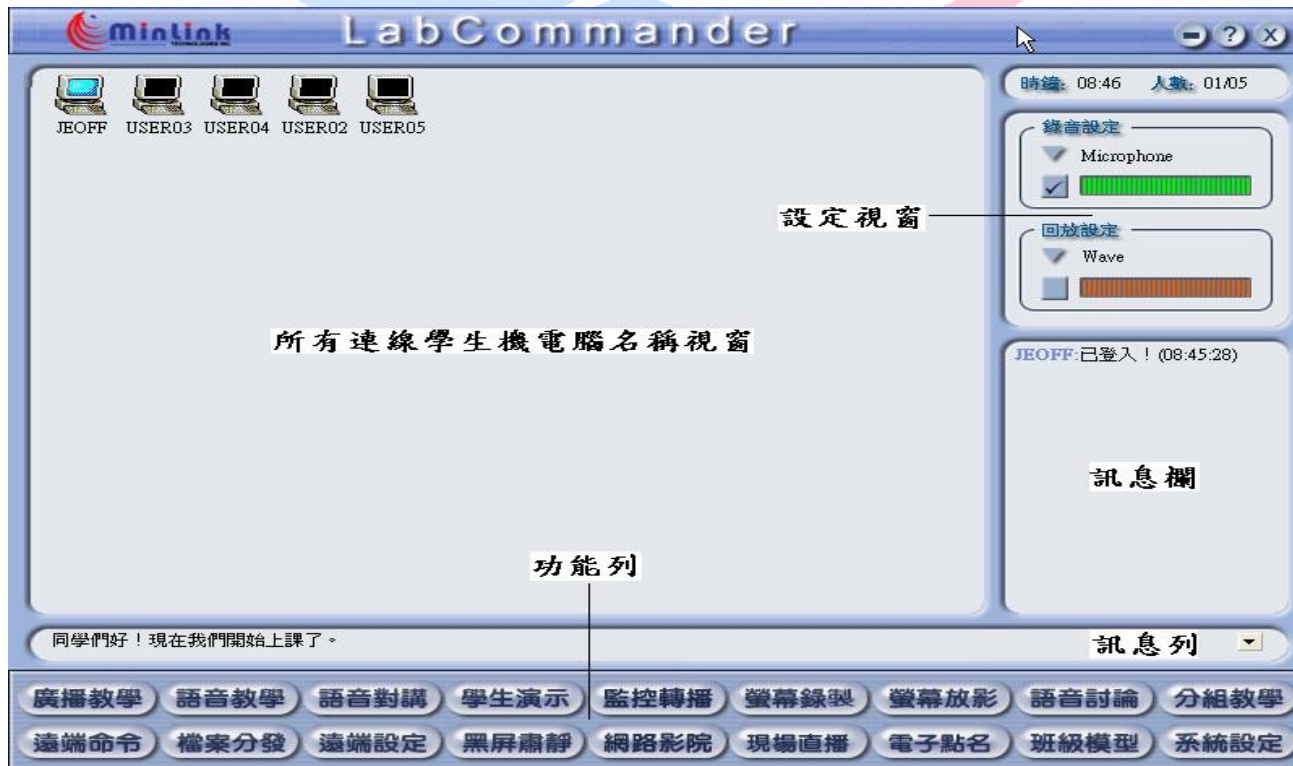 MinLink
TECHNOLOGIES INC
LabCommander
? X
時鐘: 08:46 人數: 01/05
JEOFF USER03 USER04 USER02 USER05
錄音設定
Microphone
設定視窗
回放設定
Wave
所有連線學生機電腦名稱視窗
JEOFF:已登入!(08:45:28)
訊息欄
功能列
同學們好!現在我們開始上課了。
訊息列
廣播教學 語音教學 語音對講 學生演示 監控轉播 螢幕錄製 螢幕放影 語音討論 分組教學
遠端命令 檔案分發 遠端設定 黑屏肅靜 網路影院 現場直播 電子點名 班級模型 系統設定